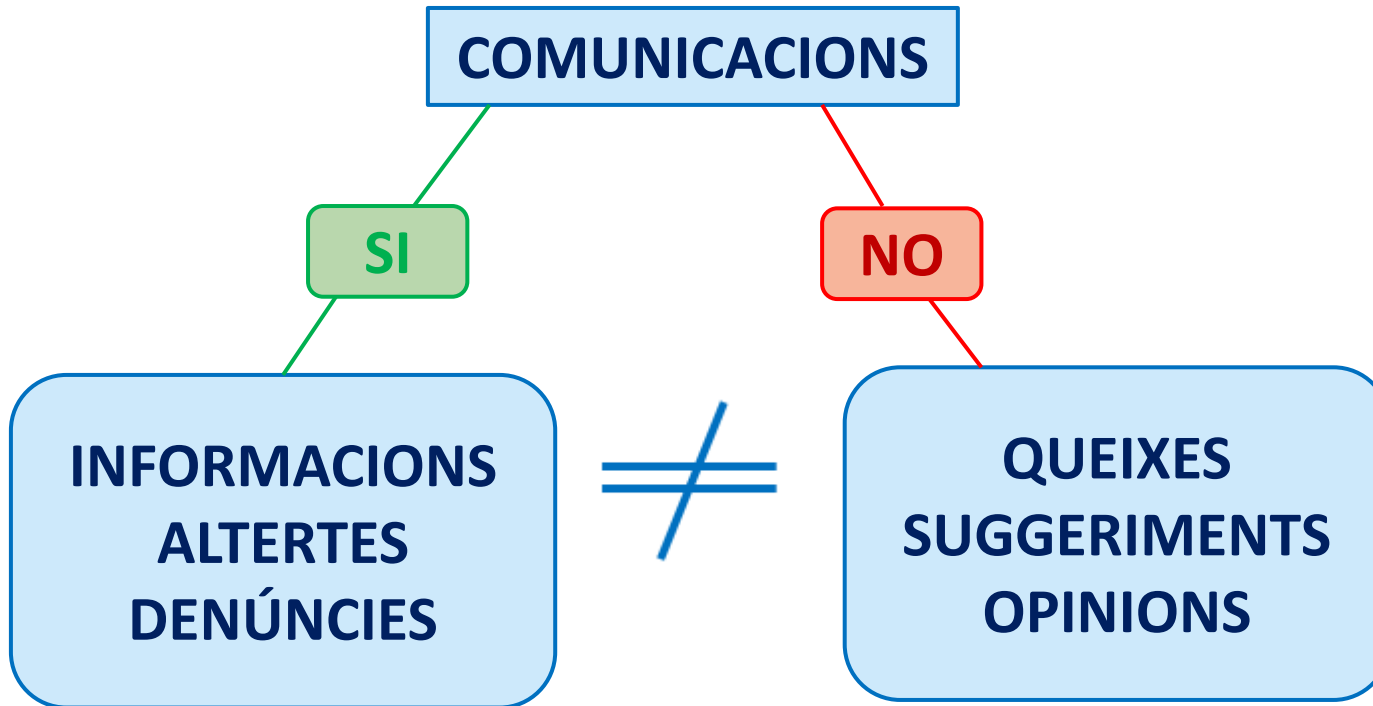 COMUNICACIONS
SI
NO
INFORMACIONS
ALTERTES
DENÚNCIES
QUEIXES
SUGGERIMENTS
OPINIONS